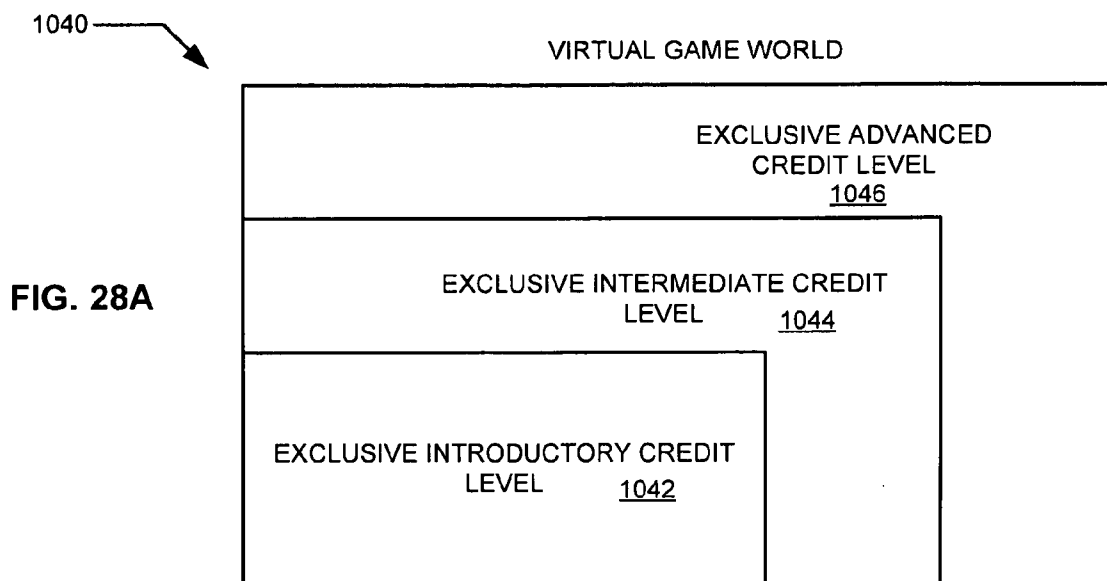 1040
VIRTUAL GAME WORLD
EXCLUSIVE ADVANCED
CREDIT LEVEL
1046
FIG. 28A
EXCLUSIVE INTERMEDIATE CREDIT
LEVEL 1044
EXCLUSIVE INTRODUCTORY CREDIT
LEVEL 1042